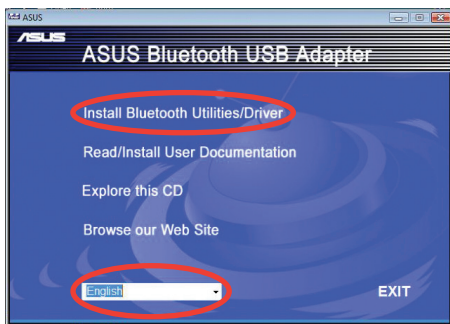 ASUS
ASUS
ASUS Bluetooth USB Adapter
Install Bluetooth Utilities/Driver
Read/Install User Documentation
Explore this CD
Browse our Web Site
English
EXIT